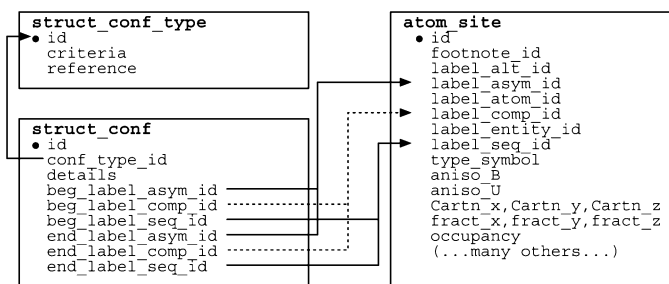 struct_conf_type
id
criteria
reference
struct_conf
id
conf_type_id
details
beg_label_asym_id
beg_label_comp_id
beg_label_seq_id
end_label_asym_id
end_label_comp_id
end_label_seq_id
atom_site
id
footnote_id
label_alt_id
label_asym_id
label_atom_id
label_comp_id
label_entity_id
label_seq_id
type_symbol
aniso_B
aniso_U
Cartn_x,Cartn_y,Cartn_z
fract_x,fract_y,fract_z
occupancy
(...many others...)